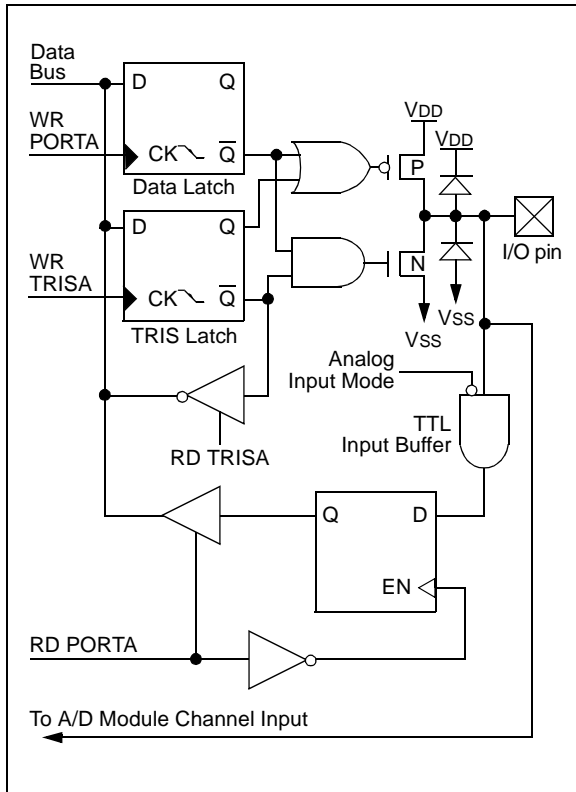 Data
Bus
D Q
VDD
WR
PORTA
VDD
CK Q
P
Data Latch
D Q
I/O pin
WR
TRISA
N
CK Q
VSS
VSS
TRIS Latch
Analog
Input Mode
TTL
Input Buffer
RD TRISA
Q D
EN
RD PORTA
To A/D Module Channel Input